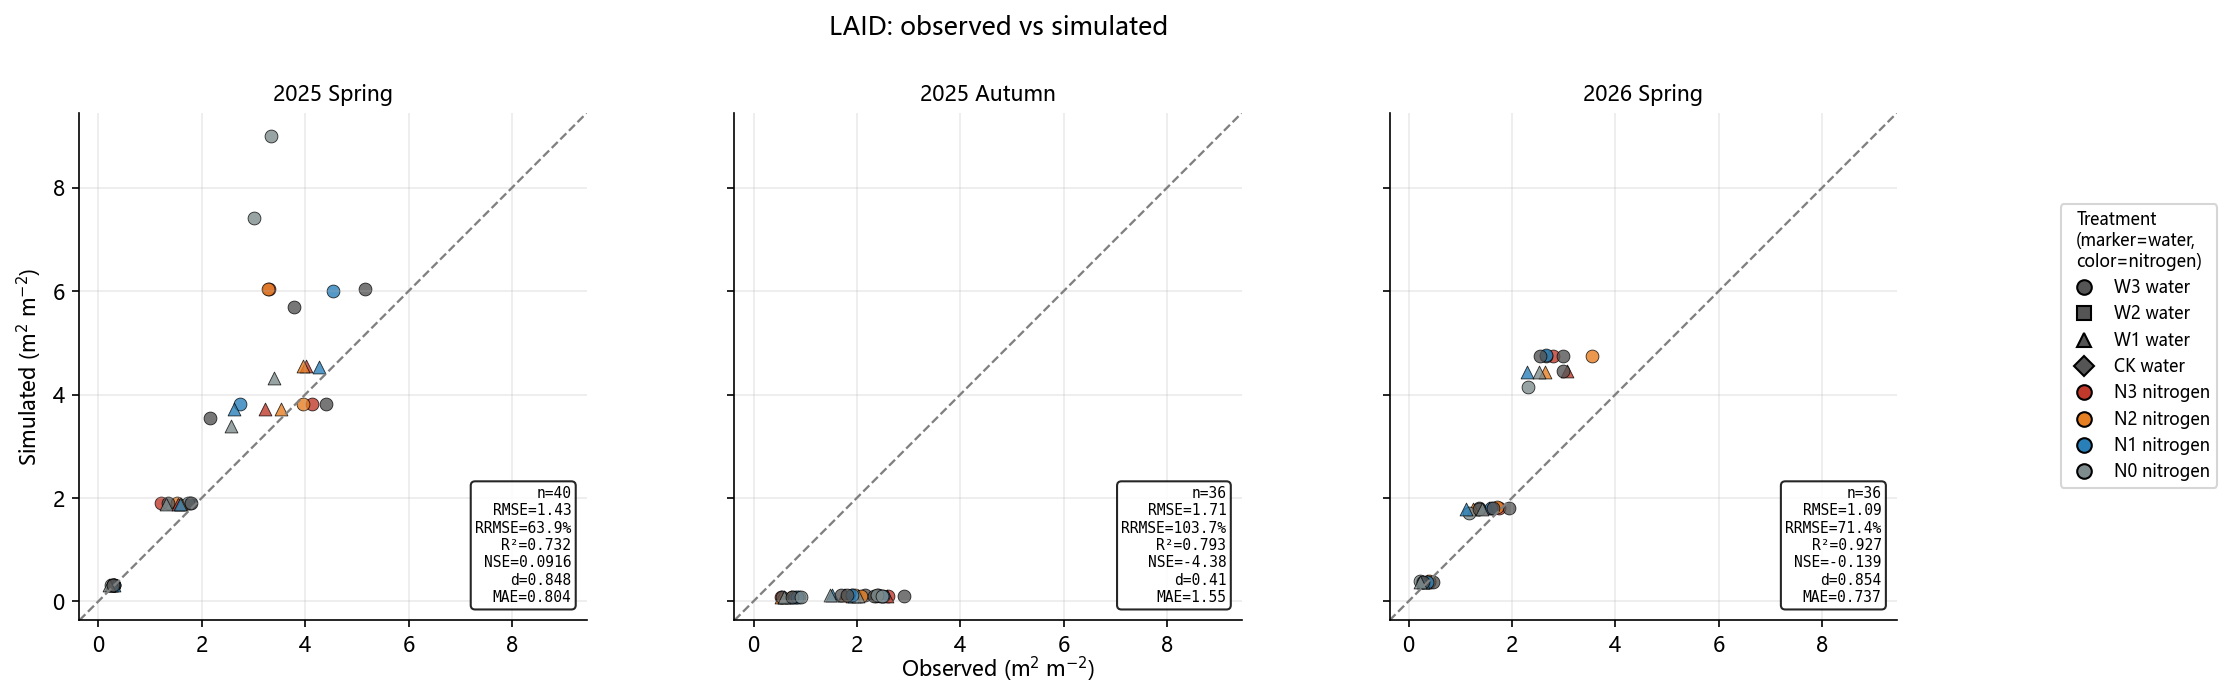 LAID: observed vs simulated
2025 Spring
2025 Autumn
2026 Spring
Simulated (m² m⁻²)
8
6
4
2
0
0 2 4 6 8
n=40
RMSE=1.43
RRMSE=63.9%
R²=0.732
NSE=0.0916
d=0.848
MAE=0.804
0 2 4 6 8
n=36
RMSE=1.71
RRMSE=103.7%
R²=0.793
NSE=-4.38
d=0.41
MAE=1.55
0 2 4 6 8
n=36
RMSE=1.09
RRMSE=71.4%
R²=0.927
NSE=-0.139
d=0.854
MAE=0.737
Observed (m² m⁻²)
Treatment
(marker=water,
color=nitrogen)
W3 water
W2 water
W1 water
CK water
N3 nitrogen
N2 nitrogen
N1 nitrogen
N0 nitrogen